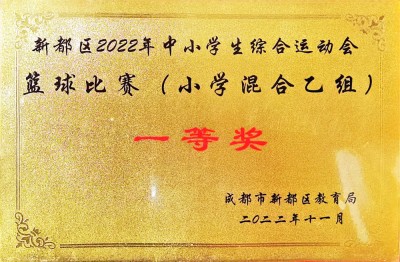 新都区2022年中小学生综合运动会
篮球比赛（小学混合乙组）
一等奖
成都市新都区教育局
二〇二二年十一月